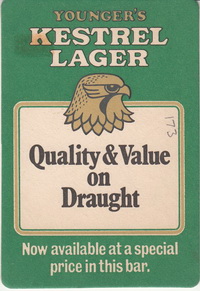 YOUNGER'S
KESTREL
LAGER
173
Quality & Value
on
Draught
Now available at a special
price in this bar.